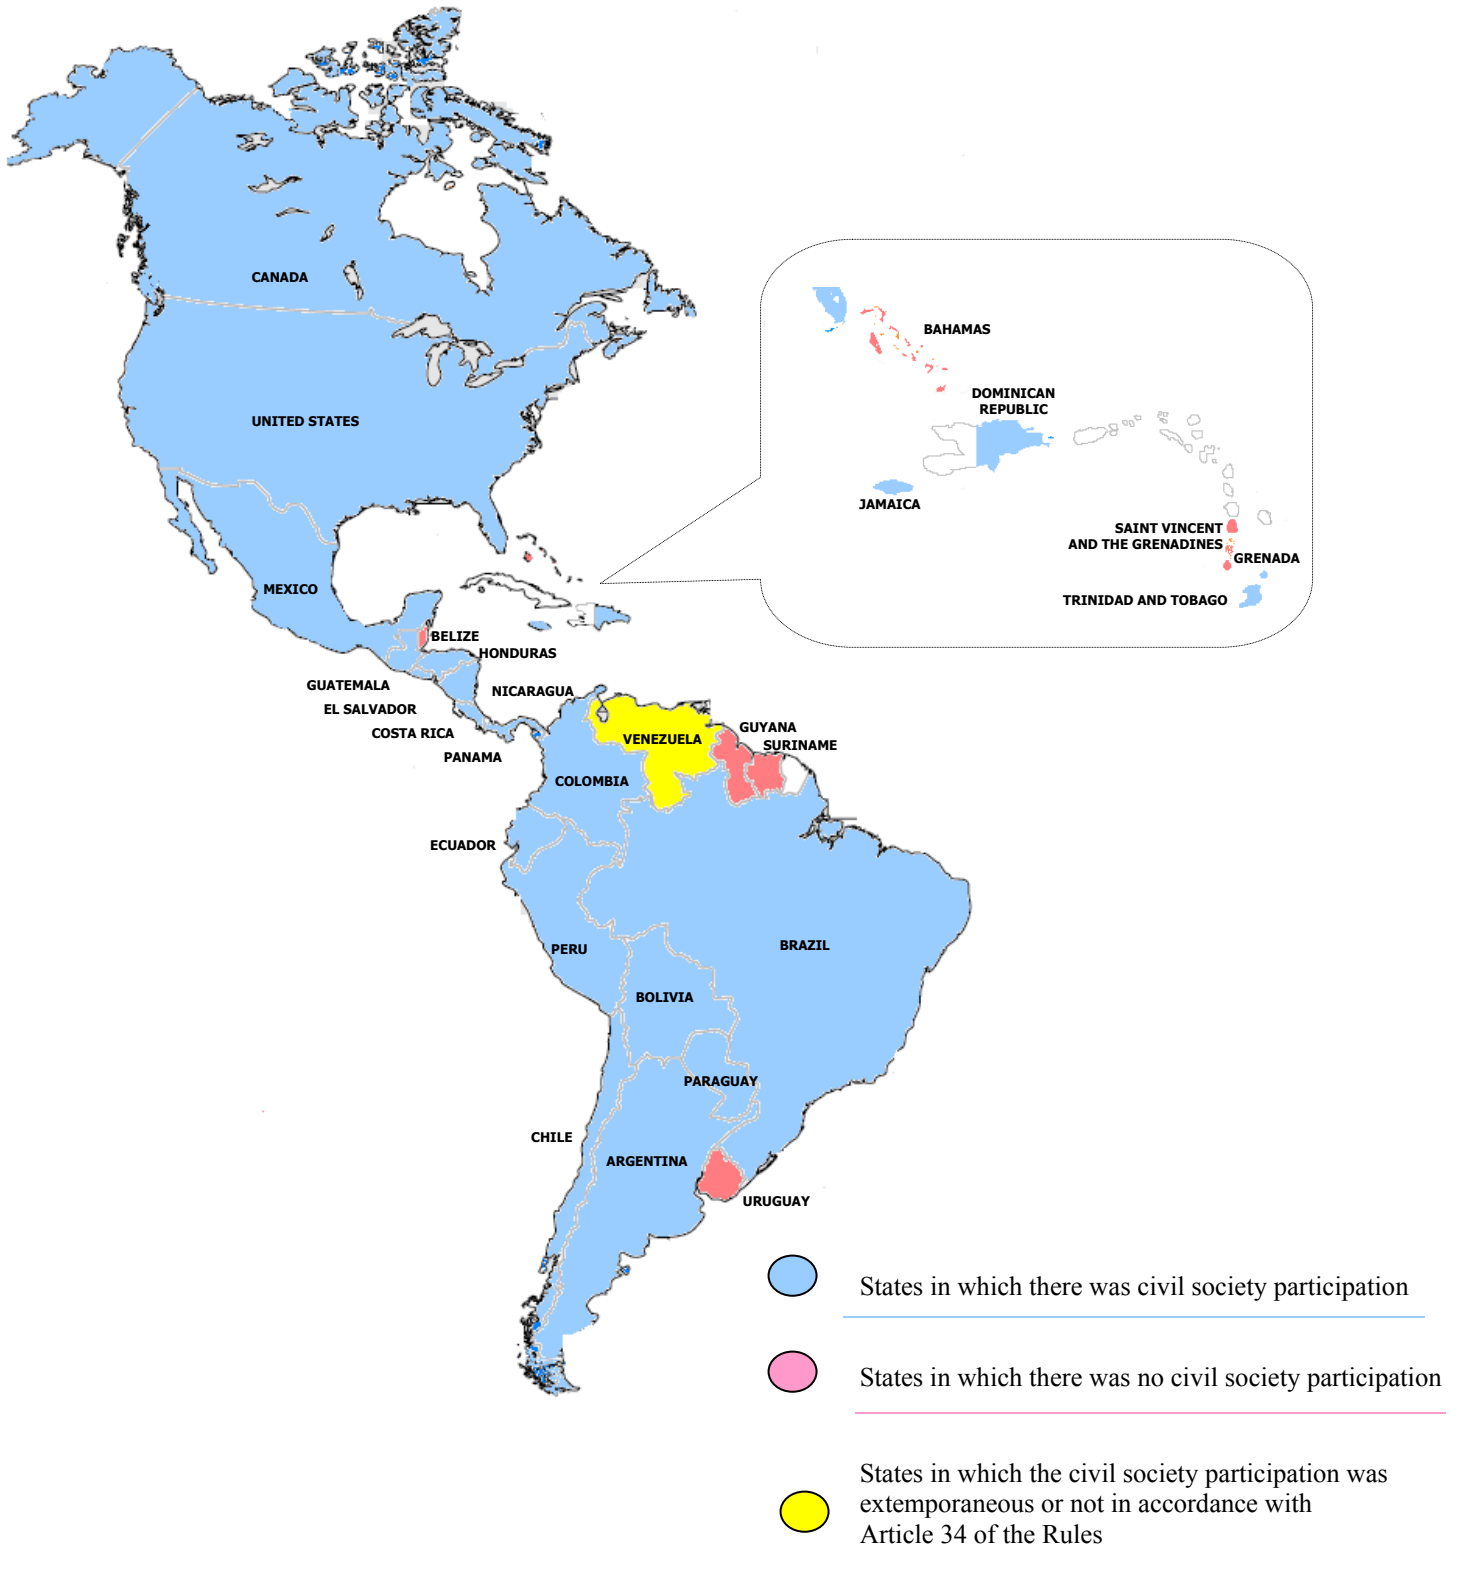 CANADA
BAHAMAS
DOMINICAN
REPUBLIC
UNITED STATES
JAMAICA
SAINT VINCENT
AND THE GRENADINES
GRENADA
MEXICO
TRINIDAD AND TOBAGO
BELIZE
HONDURAS
GUATEMALA
NICARAGUA
EL SALVADOR
COSTA RICA
GUYANA
VENEZUELA
SURINAME
PANAMA
COLOMBIA
ECUADOR
PERU
BRAZIL
BOLIVIA
PARAGUAY
CHILE
ARGENTINA
URUGUAY
States in which there was civil society participation
States in which there was no civil society participation
States in which the civil society participation was
extemporaneous or not in accordance with
Article 34 of the Rules